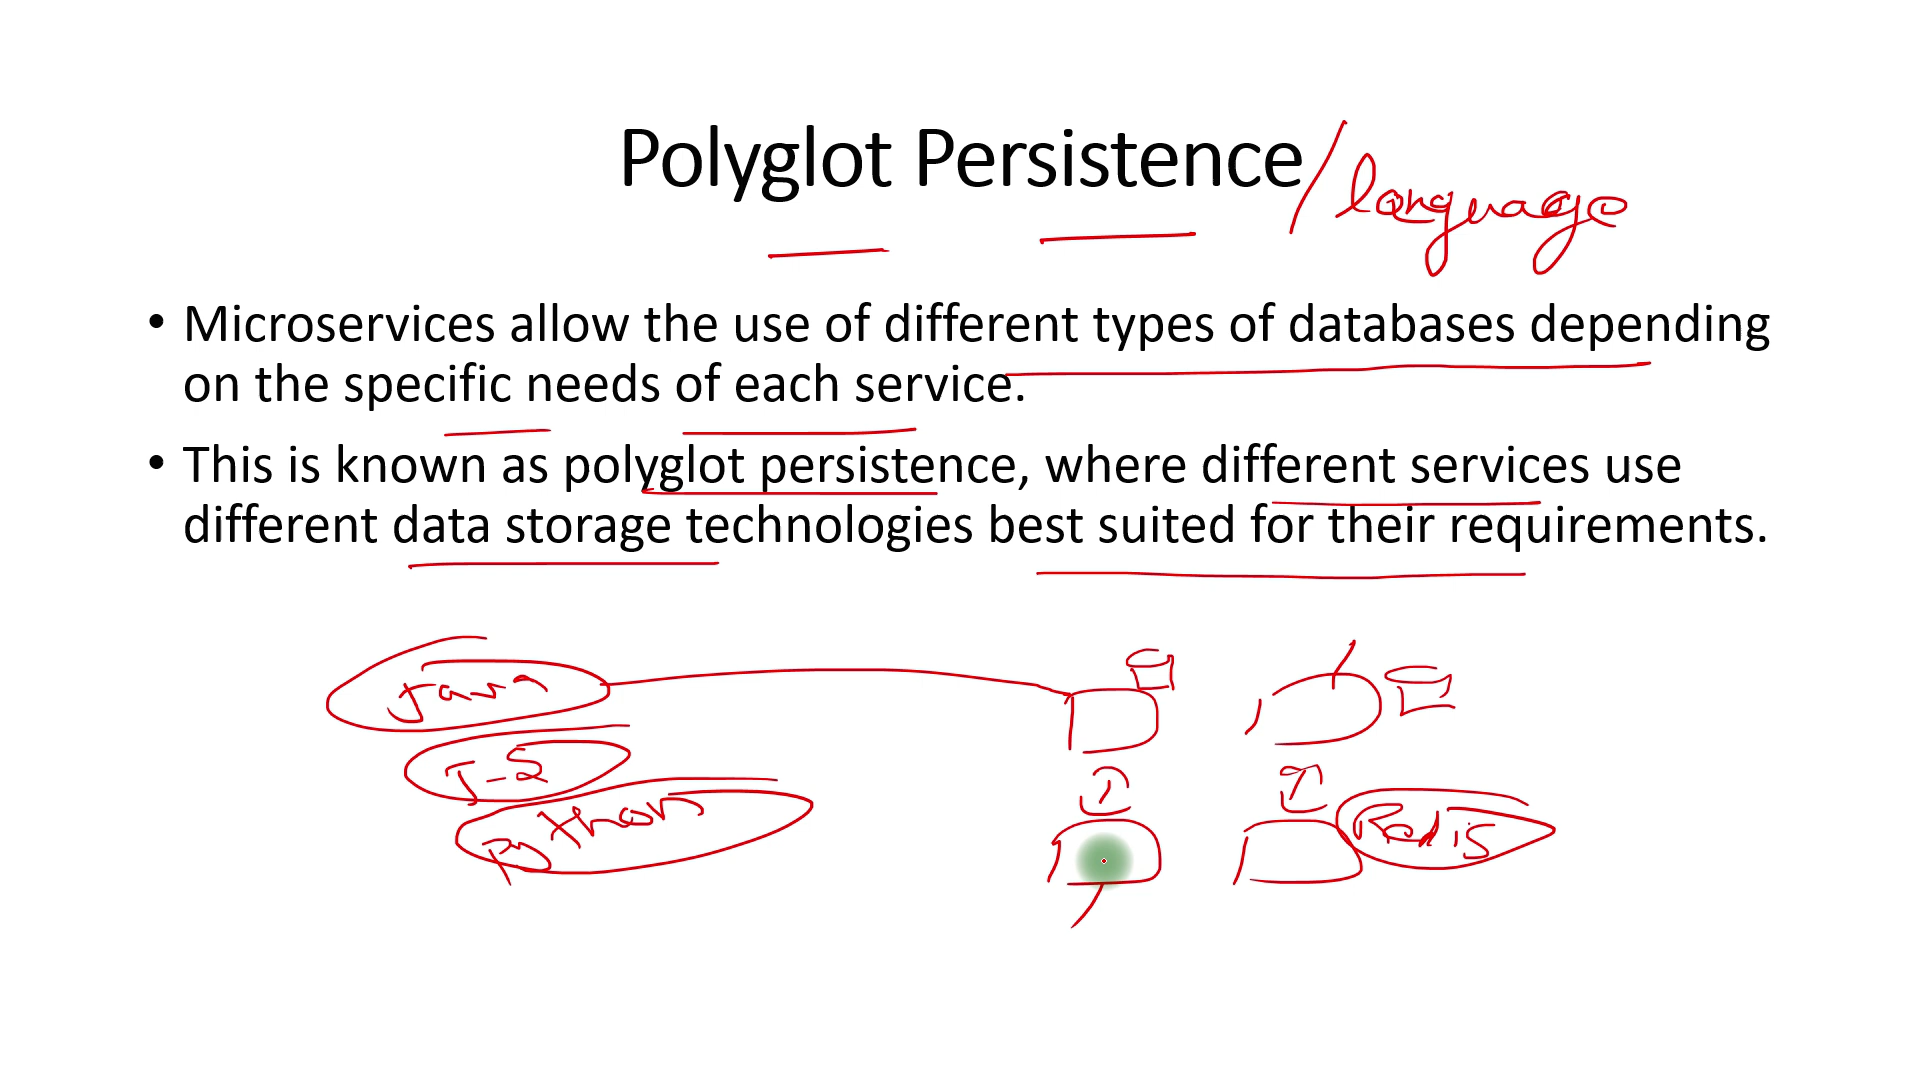 Polyglot Persistence/language
• Microservices allow the use of different types of databases depending
on the specific needs of each service.
• This is known as polyglot persistence, where different services use
different data storage technologies best suited for their requirements.
Java
J-S
Python
Redis